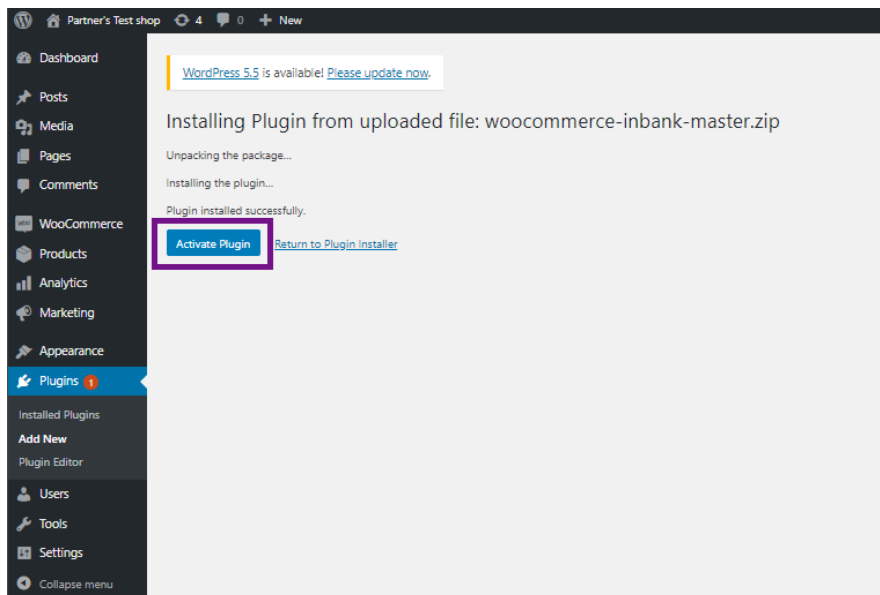 Partner's Test shop 4 0 + New
Dashboard
Posts
Media
Pages
Comments
WooCommerce
Products
Analytics
Marketing
Appearance
Plugins 1
Installed Plugins
Add New
Plugin Editor
Users
Tools
Settings
Collapse menu
WordPress 5.5 is available! Please update now.
Installing Plugin from uploaded file: woocommerce-inbank-master.zip
Unpacking the package...
Installing the plugin...
Plugin installed successfully.
Activate Plugin Return to Plugin Installer